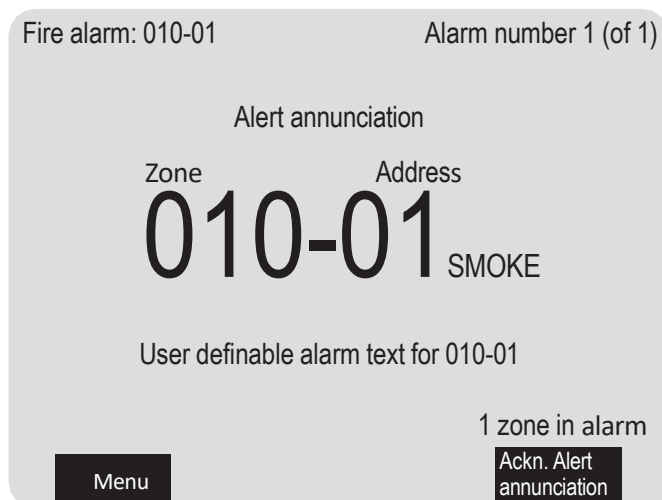 Fire alarm: 010-01 Alarm number 1 (of 1)
Alert annunciation
Zone Address
010-01 SMOKE
User definable alarm text for 010-01
1 zone in alarm
Menu
Ackn. Alert
annunciation